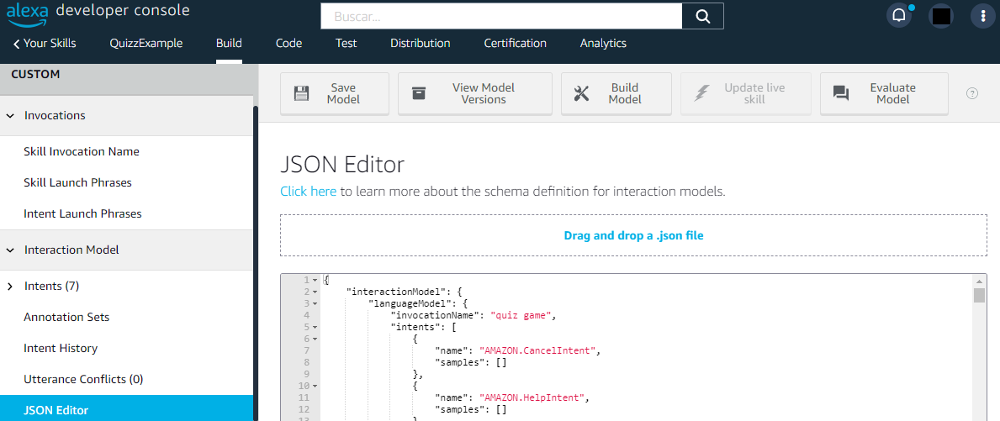 alexa developer console
Buscar...
Your Skills QuizzExample Build Code Test Distribution Certification Analytics
CUSTOM
Invocations
Skill Invocation Name
Skill Launch Phrases
Intent Launch Phrases
Interaction Model
Intents (7)
Annotation Sets
Intent History
Utterance Conflicts (0)
JSON Editor
Save
Model
View Model
Versions
Build
Model
Update live
skill
Evaluate
Model
?
JSON Editor
Click here to learn more about the schema definition for interaction models.
Drag and drop a .json file
1 {
2 "interactionModel": {
3 "languageModel": {
4 "invocationName": "quiz game",
5 "intents": [
6 {
7 "name": "AMAZON.CancelIntent",
8 "samples": []
9 },
10 {
11 "name": "AMAZON.HelpIntent",
12 "samples": []
13 }